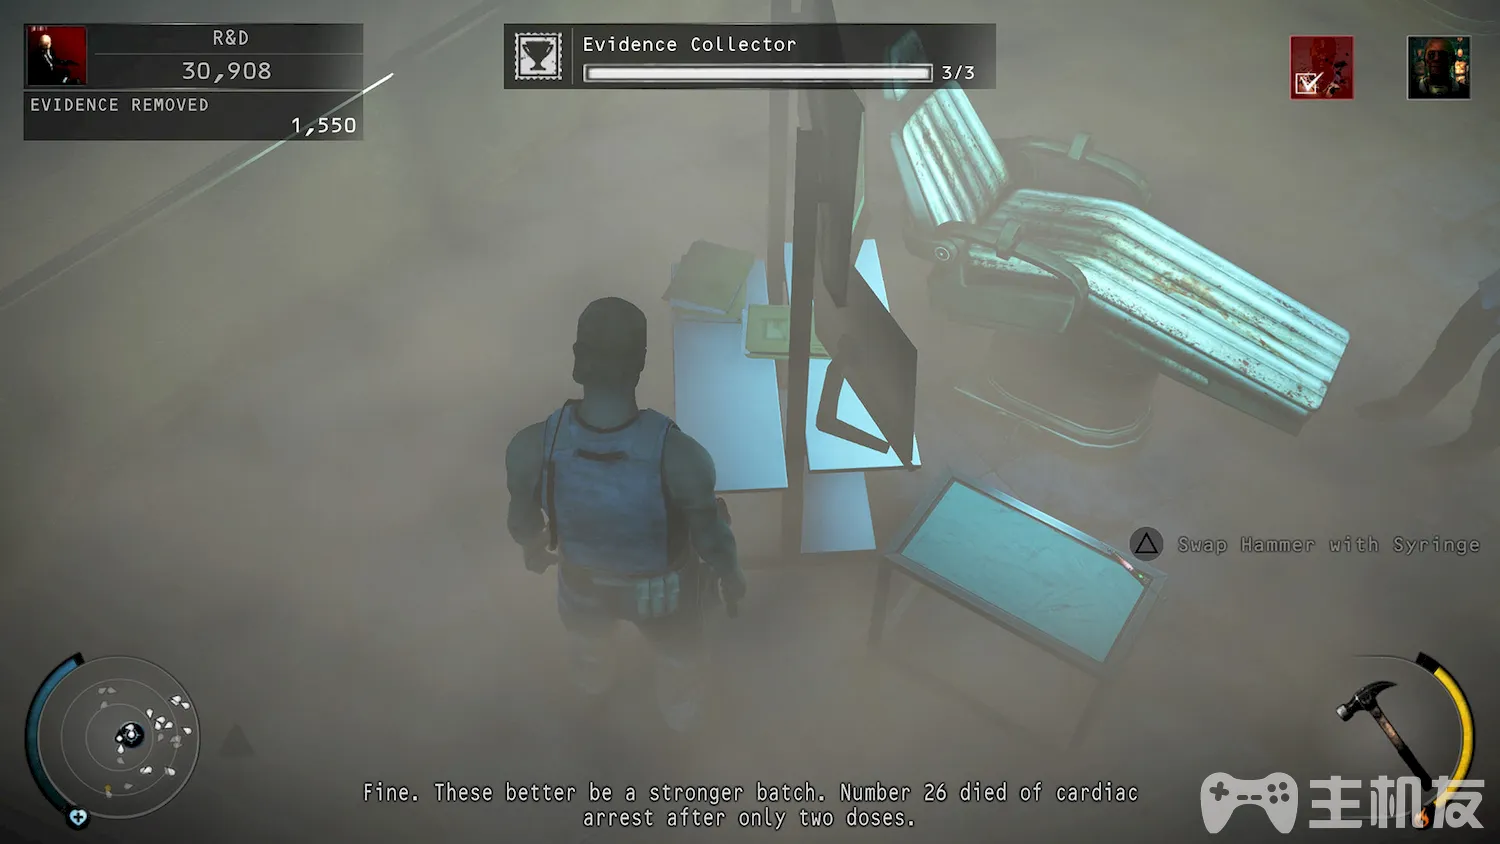 R&D
30,908
EVIDENCE REMOVED
1,550
Evidence Collector
3/3
Swap Hammer with Syringe
Fine. These better be a stronger batch. Number 26 died of cardiac
arrest after only two doses.
主机友